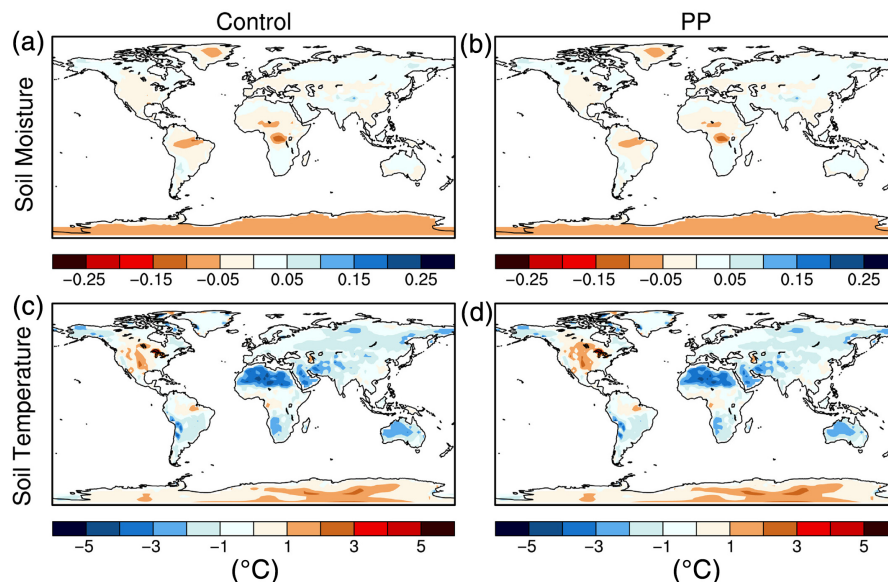 Control
PP
(a)
(b)
Soil Moisture
−0.25 −0.15 −0.05 0.05 0.15 0.25
−0.25 −0.15 −0.05 0.05 0.15 0.25
(c)
(d)
Soil Temperature
−5 −3 −1 1 3 5
−5 −3 −1 1 3 5
(°C)
(°C)